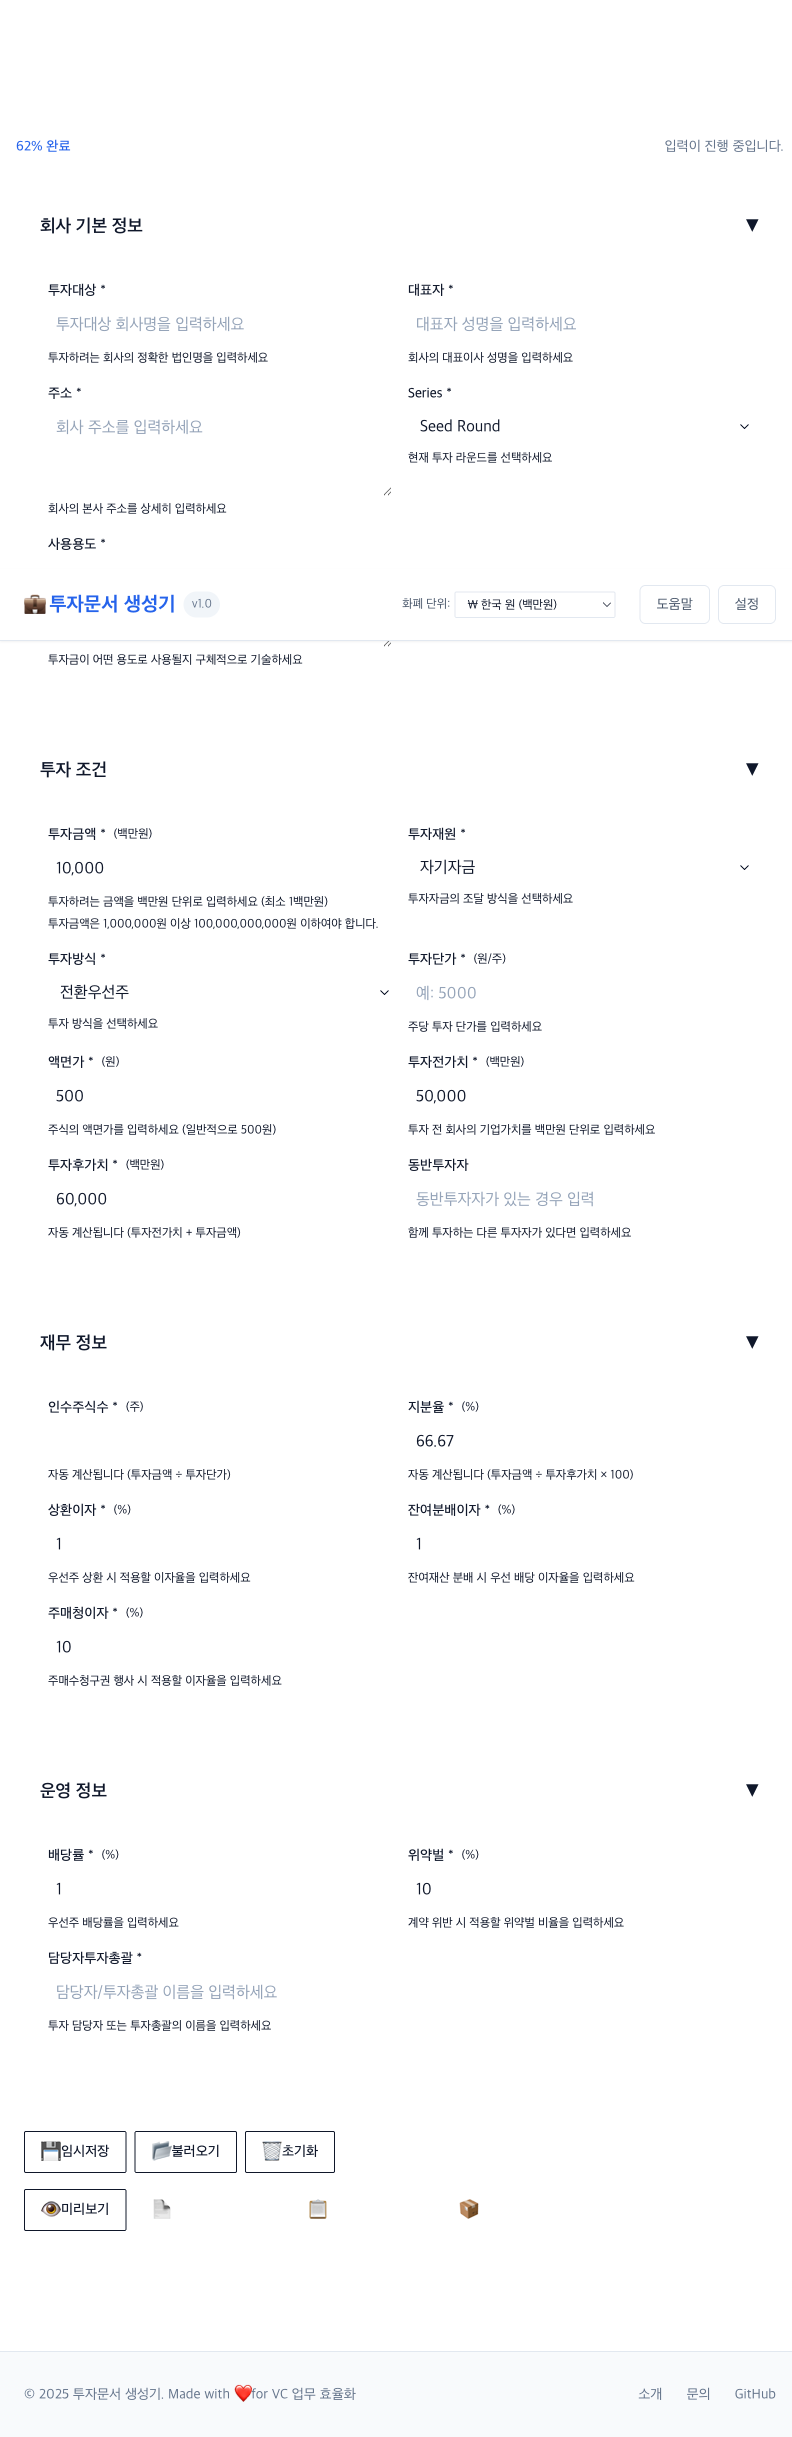 62% 완료
입력이 진행 중입니다.
회사 기본 정보
▼
투자대상 *
대표자 *
투자대상 회사명을 입력하세요
대표자 성명을 입력하세요
투자하려는 회사의 정확한 법인명을 입력하세요
회사의 대표이사 성명을 입력하세요
주소 *
Series *
회사 주소를 입력하세요
Seed Round
현재 투자 라운드를 선택하세요
회사의 본사 주소를 상세히 입력하세요
사용용도 *
투자문서 생성기
v1.0
화폐 단위:
₩ 한국 원 (백만원)
도움말
설정
투자금이 어떤 용도로 사용될지 구체적으로 기술하세요
투자 조건
▼
투자금액 * (백만원)
투자재원 *
10,000
자기자금
투자하려는 금액을 백만원 단위로 입력하세요 (최소 1백만원)
투자자금의 조달 방식을 선택하세요
투자금액은 1,000,000원 이상 100,000,000,000원 이하여야 합니다.
투자방식 *
투자단가 * (원/주)
전환우선주
예: 5000
투자 방식을 선택하세요
주당 투자 단가를 입력하세요
액면가 * (원)
투자전가치 * (백만원)
500
50,000
주식의 액면가를 입력하세요 (일반적으로 500원)
투자 전 회사의 기업가치를 백만원 단위로 입력하세요
투자후가치 * (백만원)
동반투자자
60,000
동반투자자가 있는 경우 입력
자동 계산됩니다 (투자전가치 + 투자금액)
함께 투자하는 다른 투자자가 있다면 입력하세요
재무 정보
▼
인수주식수 * (주)
지분율 * (%)
66.67
자동 계산됩니다 (투자금액 ÷ 투자단가)
자동 계산됩니다 (투자금액 ÷ 투자후가치 × 100)
상환이자 * (%)
잔여분배이자 * (%)
1
1
우선주 상환 시 적용할 이자율을 입력하세요
잔여재산 분배 시 우선 배당 이자율을 입력하세요
주매청이자 * (%)
10
주매수청구권 행사 시 적용할 이자율을 입력하세요
운영 정보
▼
배당률 * (%)
위약벌 * (%)
1
10
우선주 배당률을 입력하세요
계약 위반 시 적용할 위약벌 비율을 입력하세요
담당자투자총괄 *
담당자/투자총괄 이름을 입력하세요
투자 담당자 또는 투자총괄의 이름을 입력하세요
임시저장
불러오기
초기화
미리보기
© 2025 투자문서 생성기. Made with ❤️for VC 업무 효율화
소개
문의
GitHub